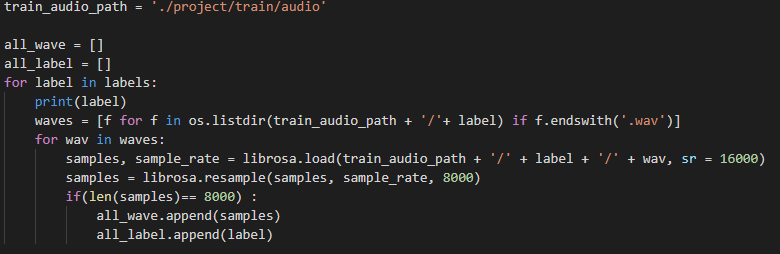 train_audio_path = './project/train/audio'
all_wave = []
all_label = []
for label in labels:
    print(label)
    waves = [f for f in os.listdir(train_audio_path + '/'+ label) if f.endswith('.wav')]
    for wav in waves:
        samples, sample_rate = librosa.load(train_audio_path + '/' + label + '/' + wav, sr = 16000)
        samples = librosa.resample(samples, sample_rate, 8000)
        if(len(samples)== 8000) :
            all_wave.append(samples)
            all_label.append(label)